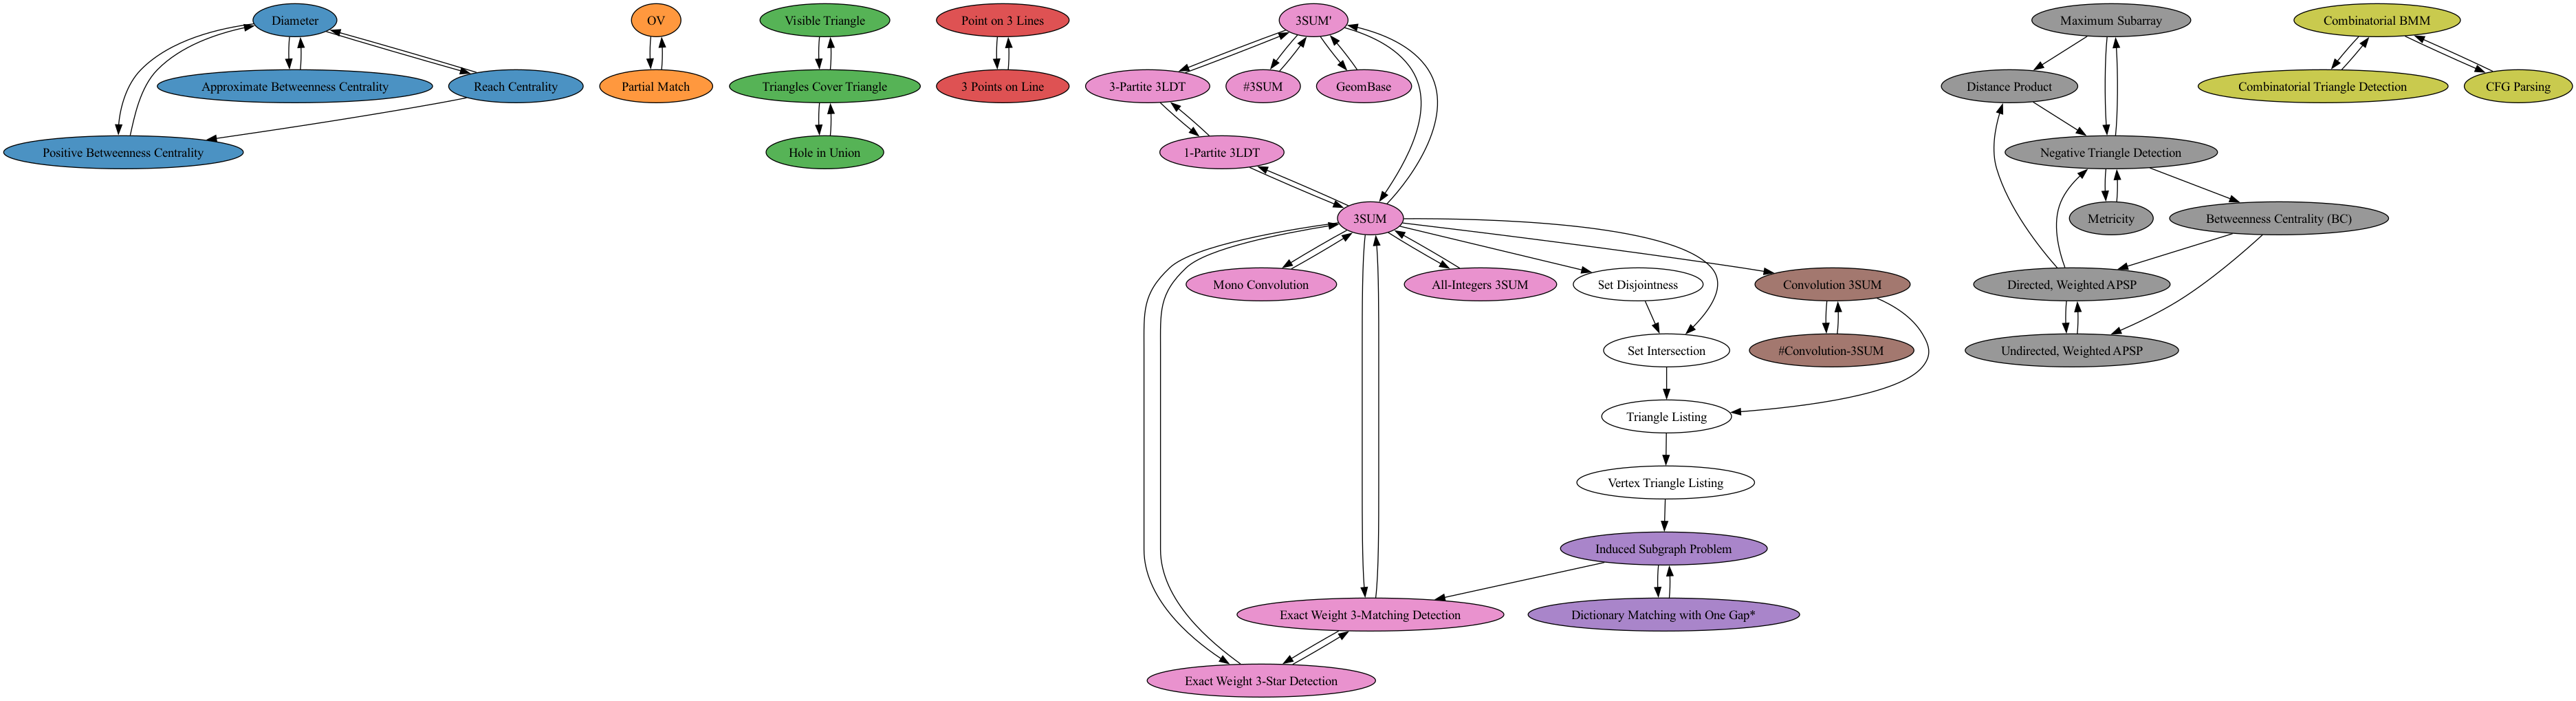 Diameter
OV
Visible Triangle
Point on 3 Lines
3SUM'
Maximum Subarray
Combinatorial BMM
Approximate Betweenness Centrality
Reach Centrality
Partial Match
Triangles Cover Triangle
3 Points on Line
3-Partite 3LDT
#3SUM
GeomBase
Distance Product
Combinatorial Triangle Detection
CFG Parsing
Positive Betweenness Centrality
Hole in Union
1-Partite 3LDT
Negative Triangle Detection
3SUM
Metricity
Betweenness Centrality (BC)
Mono Convolution
All-Integers 3SUM
Set Disjointness
Convolution 3SUM
Directed, Weighted APSP
Set Intersection
#Convolution-3SUM
Undirected, Weighted APSP
Triangle Listing
Vertex Triangle Listing
Induced Subgraph Problem
Exact Weight 3-Matching Detection
Dictionary Matching with One Gap*
Exact Weight 3-Star Detection